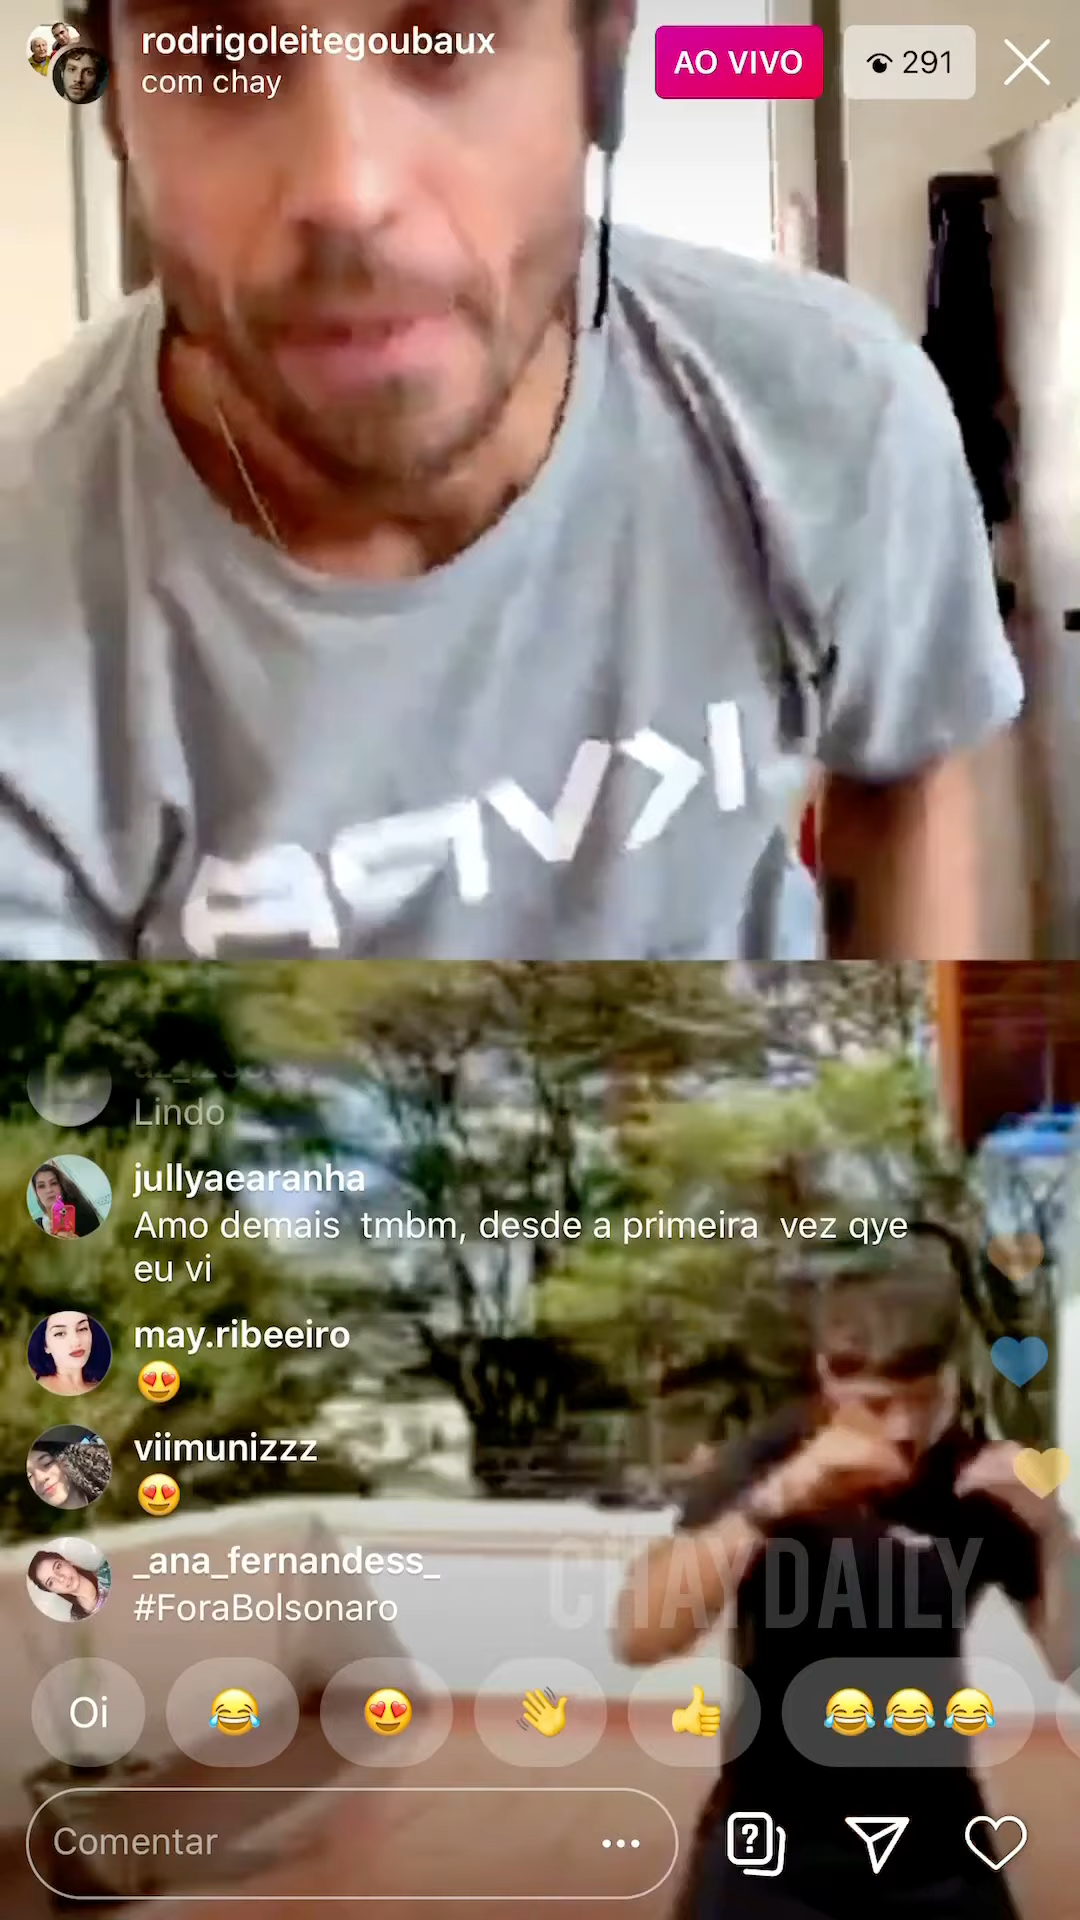 rodrigoleitegoubaux
com chay
AO VIVO
291
Lindo
jullyaearanha
Amo demais tmbm, desde a primeira vez qye
eu vi
may.ribeeiro
😍
viimunizzz
😍
_ana_fernandess_
#ForaBolsonaro
CHAYDAILY
Oi 😂 😍 👋 👍 😂😂😂
Comentar